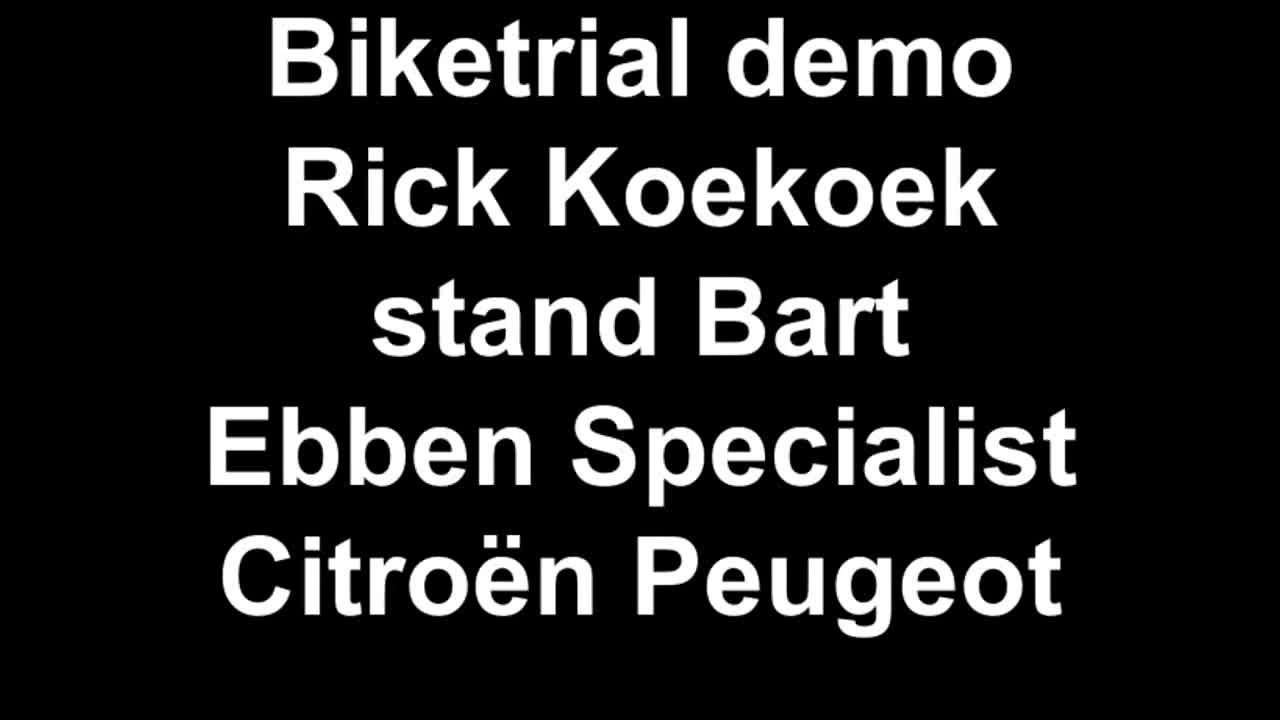 Biketrial demo
Rick Koekoek
stand Bart
Ebben Specialist
Citroën Peugeot